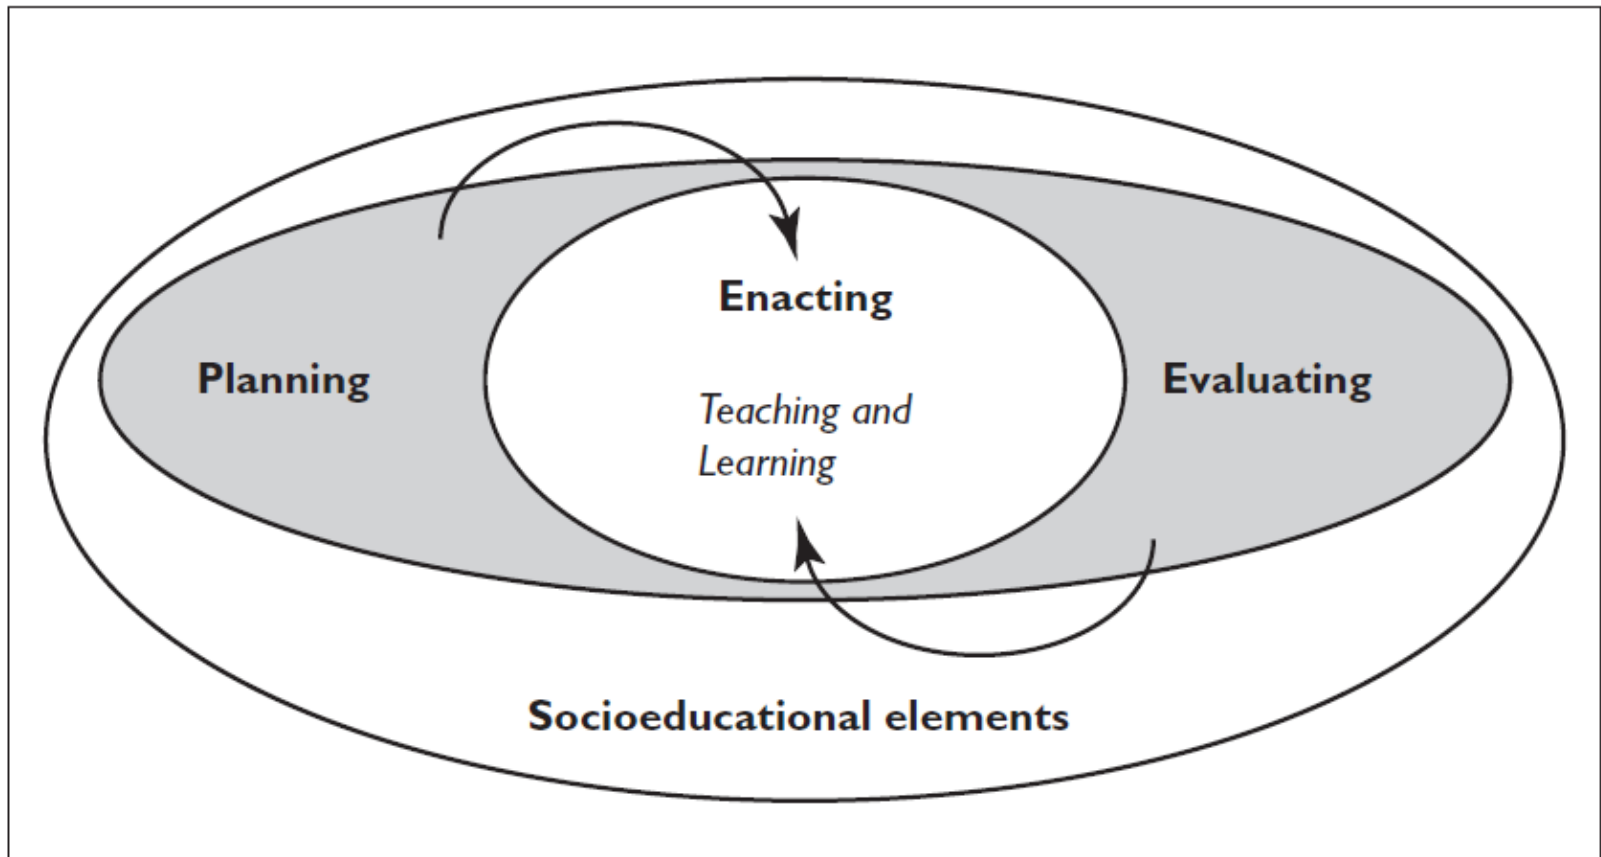 Enacting
Planning
Evaluating
Teaching and
Learning
Socioeducational elements